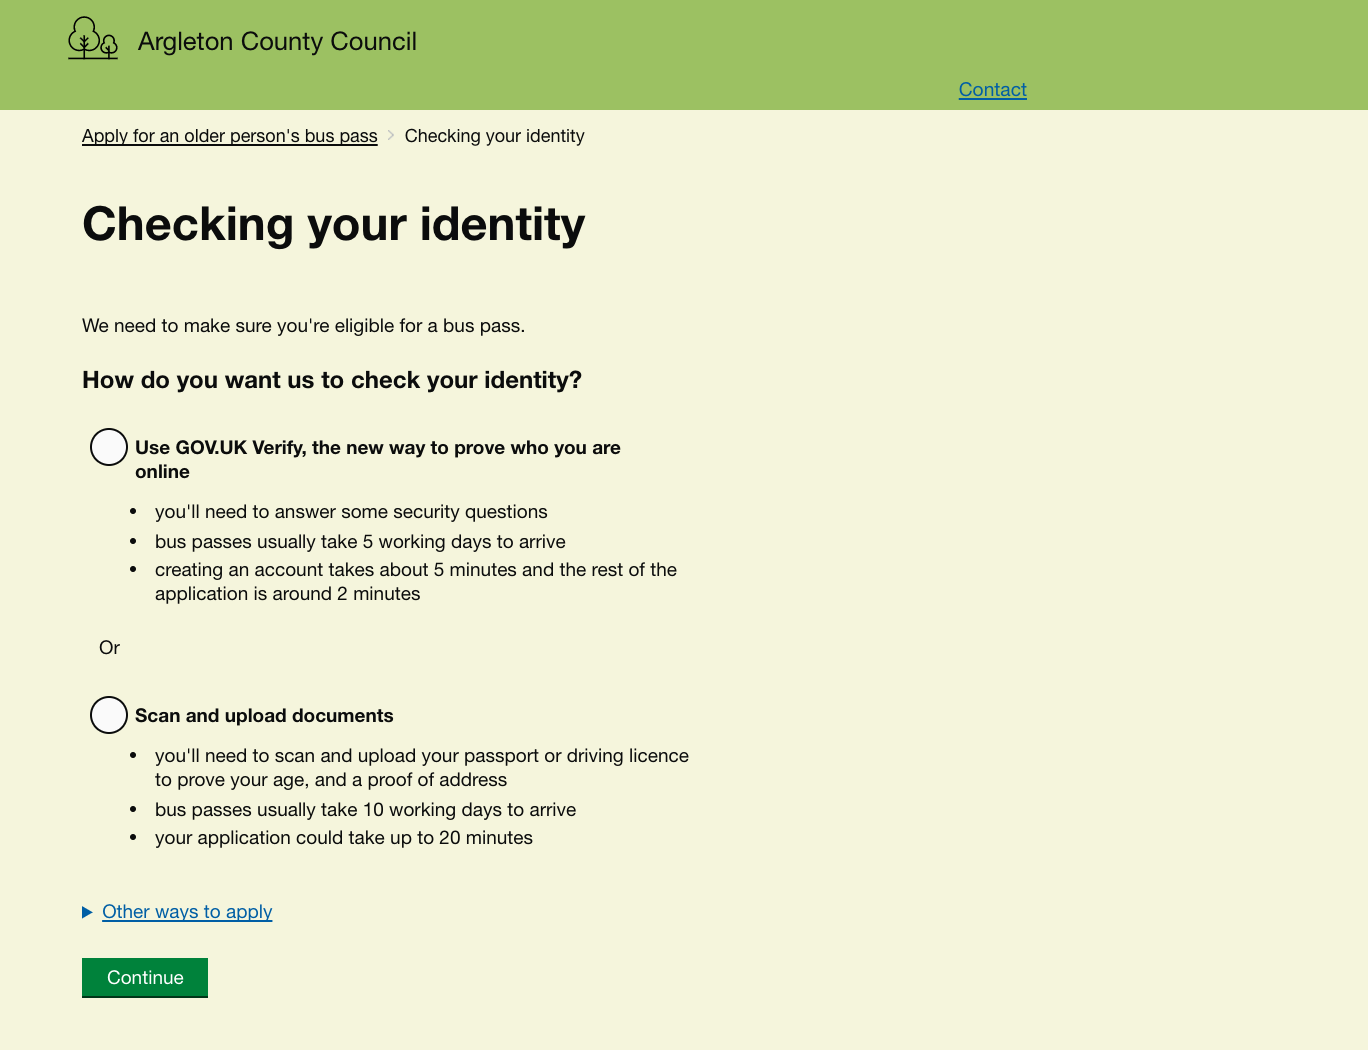 Argleton County Council
Contact
Apply for an older person's bus pass > Checking your identity
Checking your identity
We need to make sure you're eligible for a bus pass.
How do you want us to check your identity?
Use GOV.UK Verify, the new way to prove who you are
online
• you'll need to answer some security questions
• bus passes usually take 5 working days to arrive
• creating an account takes about 5 minutes and the rest of the
application is around 2 minutes
Or
Scan and upload documents
• you'll need to scan and upload your passport or driving licence
to prove your age, and a proof of address
• bus passes usually take 10 working days to arrive
• your application could take up to 20 minutes
Other ways to apply
Continue